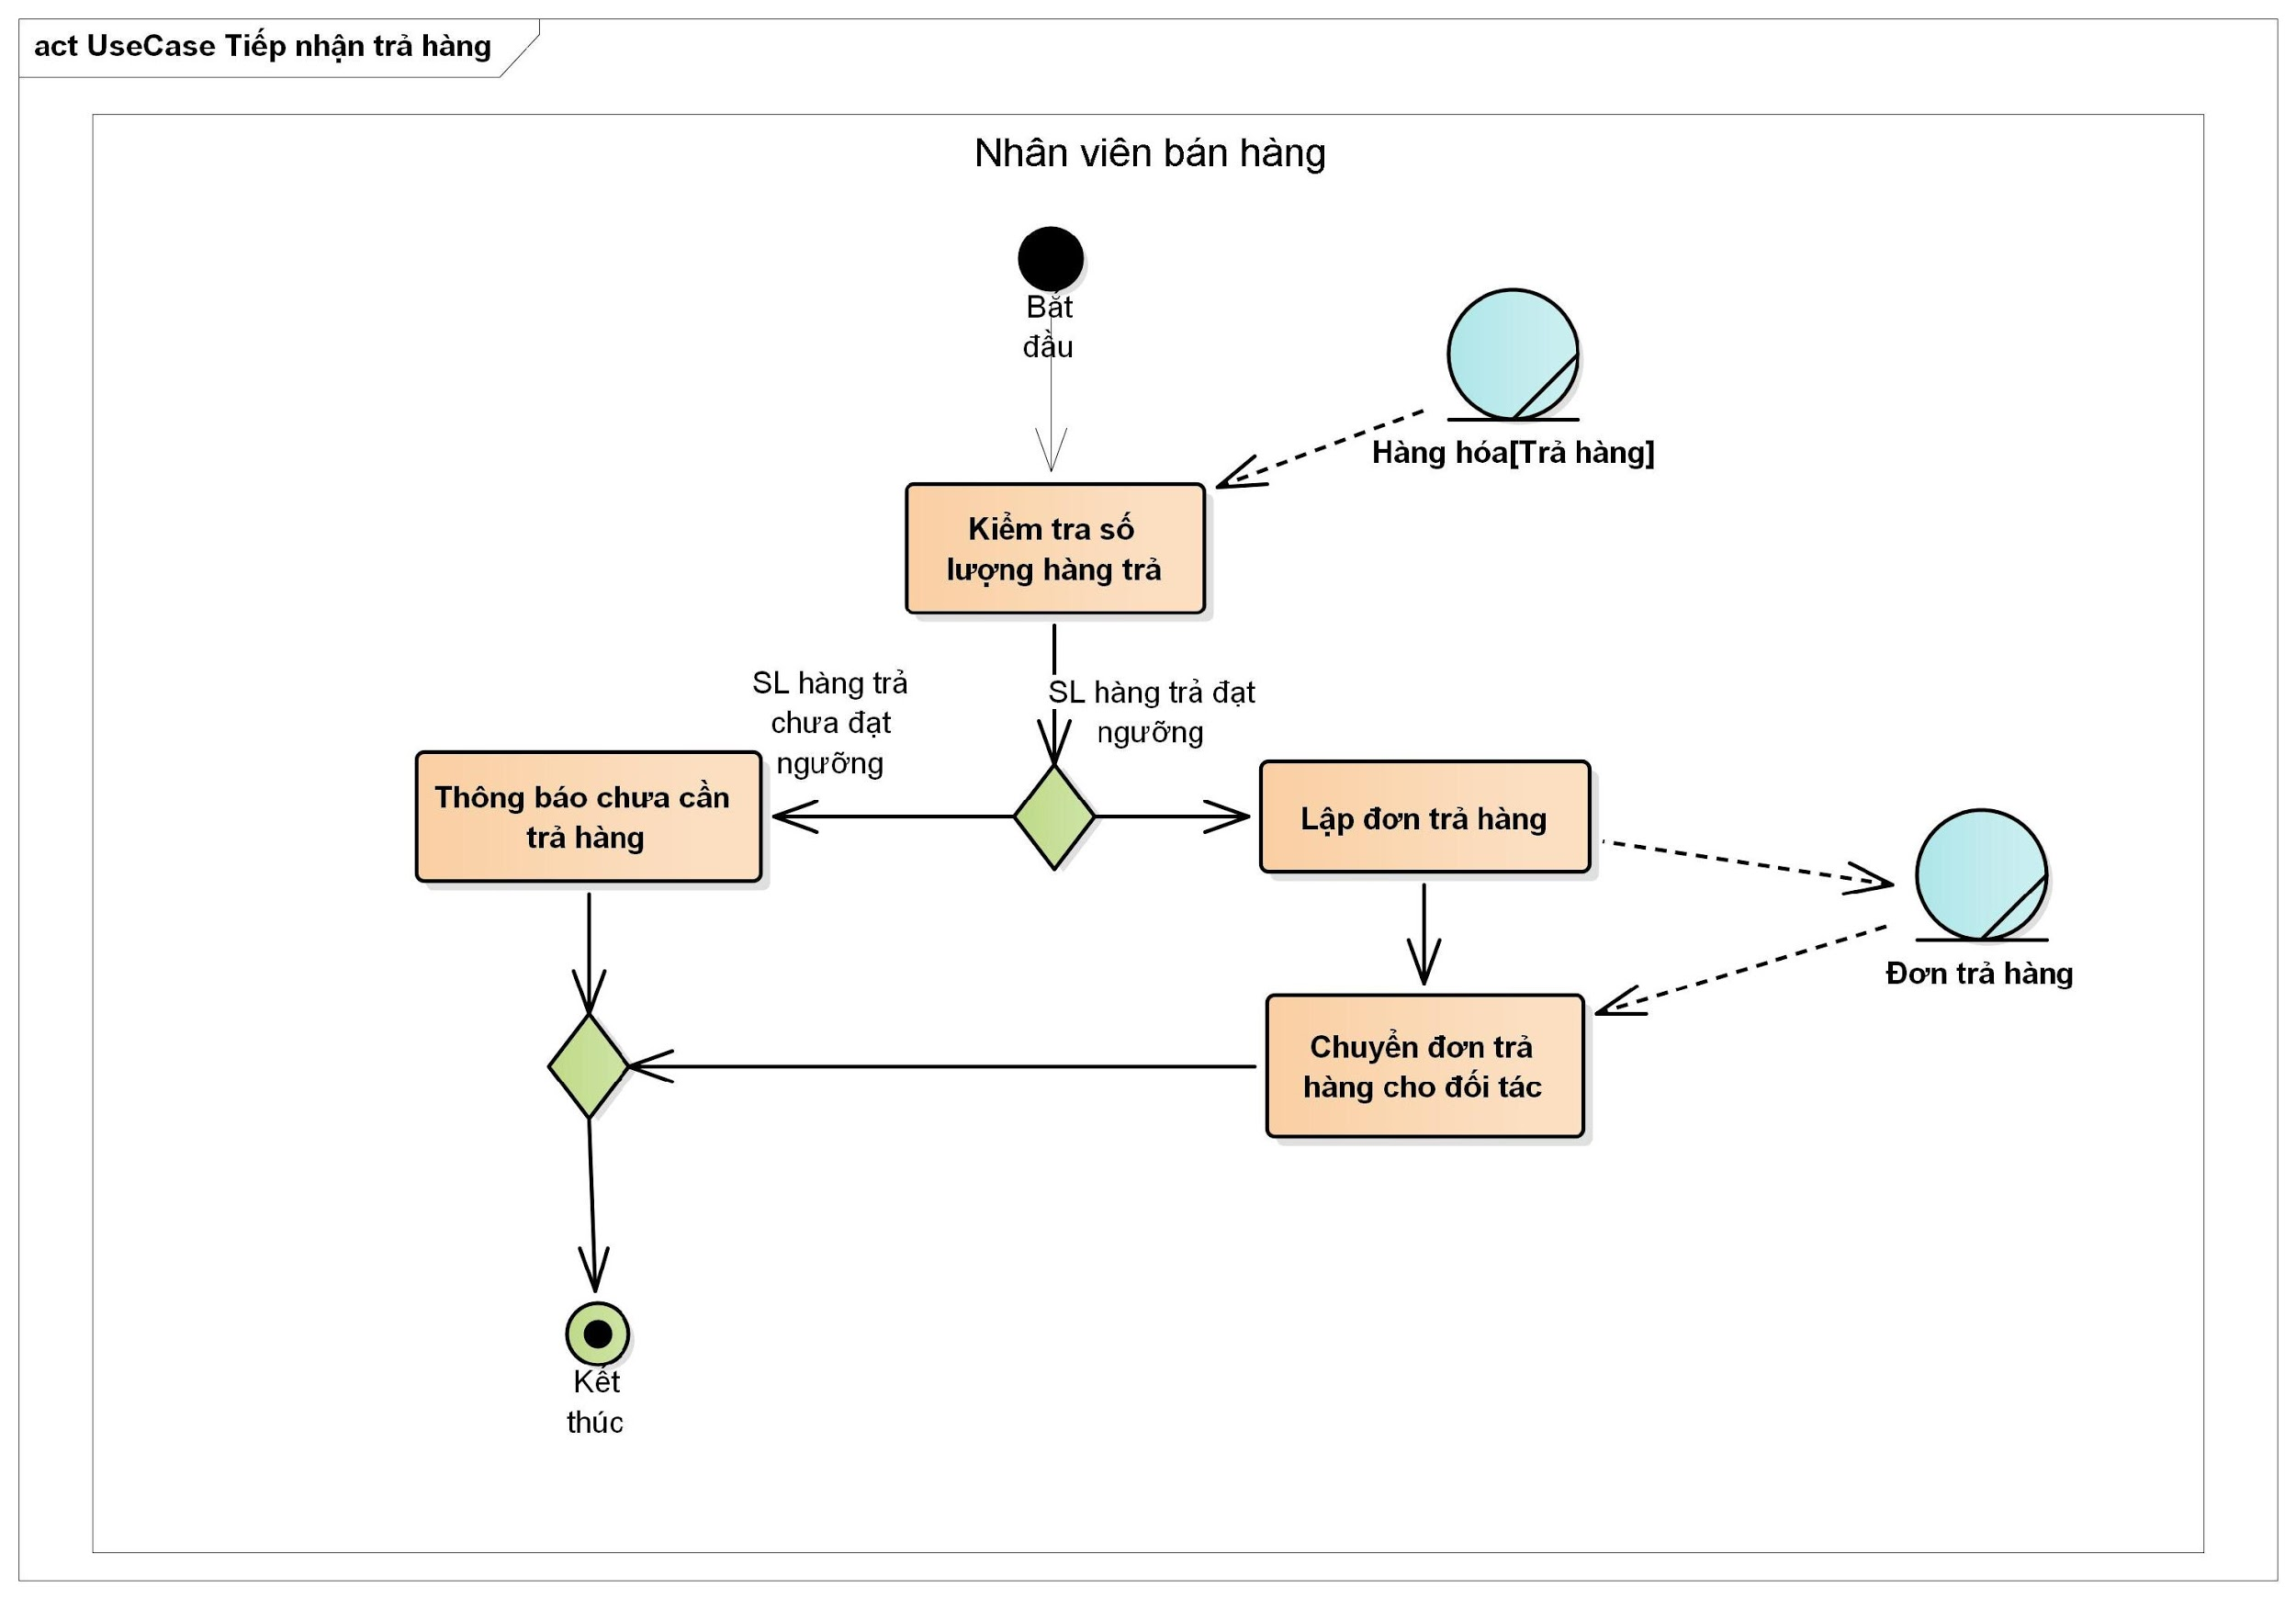 act UseCase Tiếp nhận trả hàng
Nhân viên bán hàng
Bắt
đầu
Hàng hóa[Trả hàng]
Kiểm tra số
lượng hàng trả
SL hàng trả
chưa đạt
ngưỡng
SL hàng trả đạt
ngưỡng
Thông báo chưa cần
trả hàng
Lập đơn trả hàng
Đơn trả hàng
Chuyển đơn trả
hàng cho đối tác
Kết
thúc